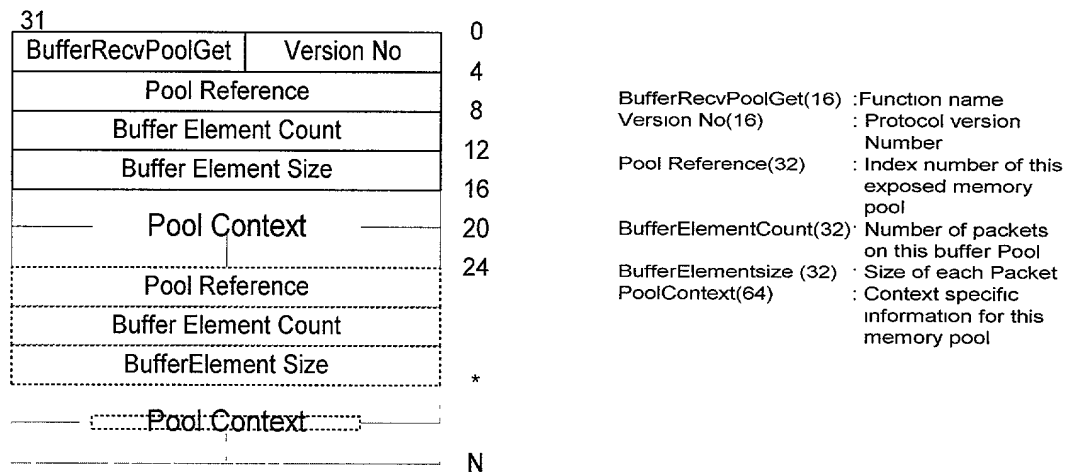 31
0
BufferRecvPoolGet Version No
4
Pool Reference
8
Buffer Element Count
12
Buffer Element Size
16
Pool Context
20
24
Pool Reference
Buffer Element Count
BufferElement Size
*
Pool Context
N
BufferRecvPoolGet(16) :Function name
Version No(16) : Protocol version
Number
Pool Reference(32) : Index number of this
exposed memory
pool
BufferElementCount(32): Number of packets
on this buffer Pool
BufferElementsize (32) : Size of each Packet
PoolContext(64) : Context specific
information for this
memory pool